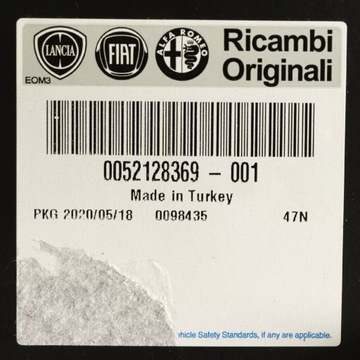 LANCIA FIAT ALFA ROMEO
Ricambi
Originali
EOM3
0052128369 - 001
Made in Turkey
PKG 2020/05/18 0098435 47N
Vehicle Safety Standards, if any are applicable.